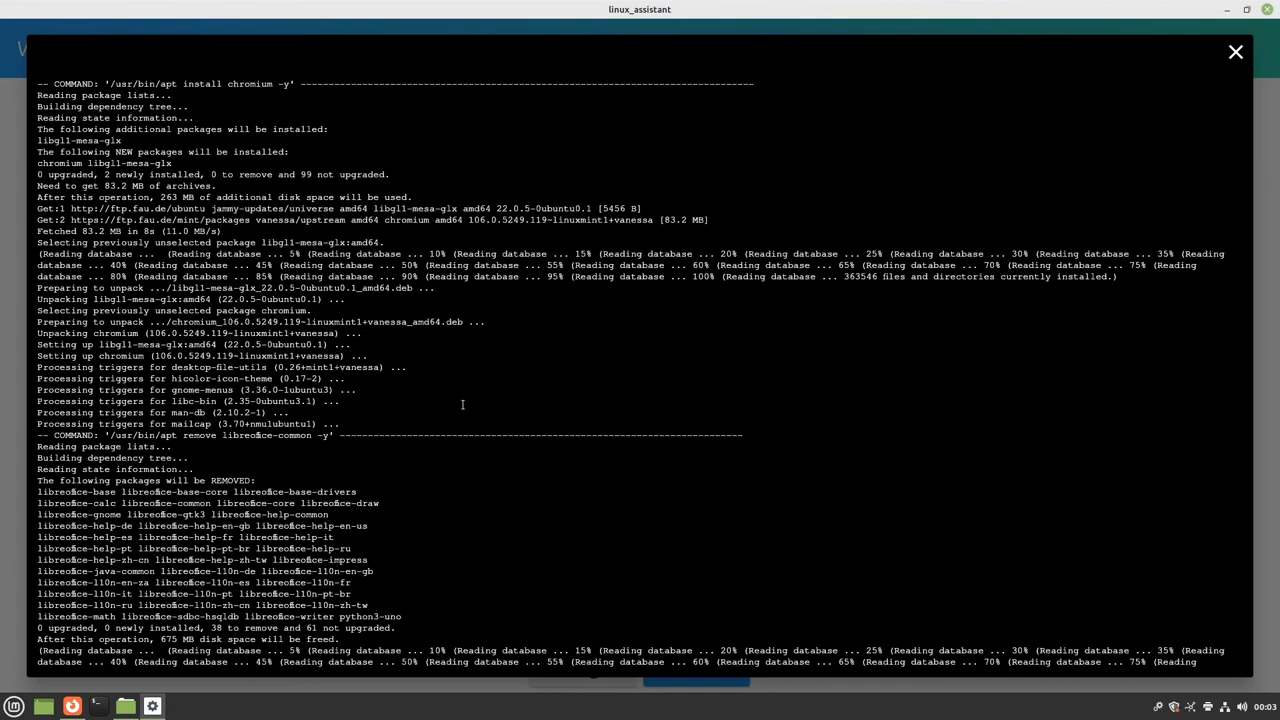 linux_assistant
-- COMMAND: '/usr/bin/apt install chromium -y' ---------------------------------------------------------------------------------
Reading package lists...
Building dependency tree...
Reading state information...
The following additional packages will be installed:
libgl1-mesa-glx
The following NEW packages will be installed:
chromium libgl1-mesa-glx
0 upgraded, 2 newly installed, 0 to remove and 99 not upgraded.
Need to get 83.2 MB of archives.
After this operation, 263 MB of additional disk space will be used.
Get:1 http://ftp.fau.de/ubuntu jammy-updates/universe amd64 libgl1-mesa-glx amd64 22.0.5-0ubuntu0.1 [5456 B]
Get:2 https://ftp.fau.de/mint/packages vanessa/upstream amd64 chromium amd64 106.0.5249.119~linuxmint1+vanessa [83.2 MB]
Fetched 83.2 MB in 8s (11.0 MB/s)
Selecting previously unselected package libgl1-mesa-glx:amd64.
(Reading database ... (Reading database ... 5% (Reading database ... 10% (Reading database ... 15% (Reading database ... 20% (Reading database ... 25% (Reading database ... 30% (Reading database ... 35% (Reading
database ... 40% (Reading database ... 45% (Reading database ... 50% (Reading database ... 55% (Reading database ... 60% (Reading database ... 65% (Reading database ... 70% (Reading database ... 75% (Reading
database ... 80% (Reading database ... 85% (Reading database ... 90% (Reading database ... 95% (Reading database ... 100% (Reading database ... 363546 files and directories currently installed.)
Preparing to unpack .../libgl1-mesa-glx_22.0.5-0ubuntu0.1_amd64.deb ...
Unpacking libgl1-mesa-glx:amd64 (22.0.5-0ubuntu0.1) ...
Selecting previously unselected package chromium.
Preparing to unpack .../chromium_106.0.5249.119~linuxmint1+vanessa_amd64.deb ...
Unpacking chromium (106.0.5249.119~linuxmint1+vanessa) ...
Setting up libgl1-mesa-glx:amd64 (22.0.5-0ubuntu0.1) ...
Setting up chromium (106.0.5249.119~linuxmint1+vanessa) ...
Processing triggers for desktop-file-utils (0.26+mint1+vanessa) ...
Processing triggers for hicolor-icon-theme (0.17-2) ...
Processing triggers for gnome-menus (3.36.0-1ubuntu3) ...
Processing triggers for libc-bin (2.35-0ubuntu3.1) ...
Processing triggers for man-db (2.10.2-1) ...
Processing triggers for mailcap (3.70+nmu1ubuntu1) ...
-- COMMAND: '/usr/bin/apt remove libreoffice-common -y' ------------------------------------------------------------------------
Reading package lists...
Building dependency tree...
Reading state information...
The following packages will be REMOVED:
libreoffice-base libreoffice-base-core libreoffice-base-drivers
libreoffice-calc libreoffice-common libreoffice-core libreoffice-draw
libreoffice-gnome libreoffice-gtk3 libreoffice-help-common
libreoffice-help-de libreoffice-help-en-gb libreoffice-help-en-us
libreoffice-help-es libreoffice-help-fr libreoffice-help-it
libreoffice-help-pt libreoffice-help-pt-br libreoffice-help-ru
libreoffice-help-zh-cn libreoffice-help-zh-tw libreoffice-impress
libreoffice-java-common libreoffice-l10n-de libreoffice-l10n-en-gb
libreoffice-l10n-en-za libreoffice-l10n-es libreoffice-l10n-fr
libreoffice-l10n-it libreoffice-l10n-pt libreoffice-l10n-pt-br
libreoffice-l10n-ru libreoffice-l10n-zh-cn libreoffice-l10n-zh-tw
libreoffice-math libreoffice-sdbc-hsqldb libreoffice-writer python3-uno
0 upgraded, 0 newly installed, 38 to remove and 61 not upgraded.
After this operation, 675 MB disk space will be freed.
(Reading database ... (Reading database ... 5% (Reading database ... 10% (Reading database ... 15% (Reading database ... 20% (Reading database ... 25% (Reading database ... 30% (Reading database ... 35% (Reading
database ... 40% (Reading database ... 45% (Reading database ... 50% (Reading database ... 55% (Reading database ... 60% (Reading database ... 65% (Reading database ... 70% (Reading database ... 75% (Reading
00:03